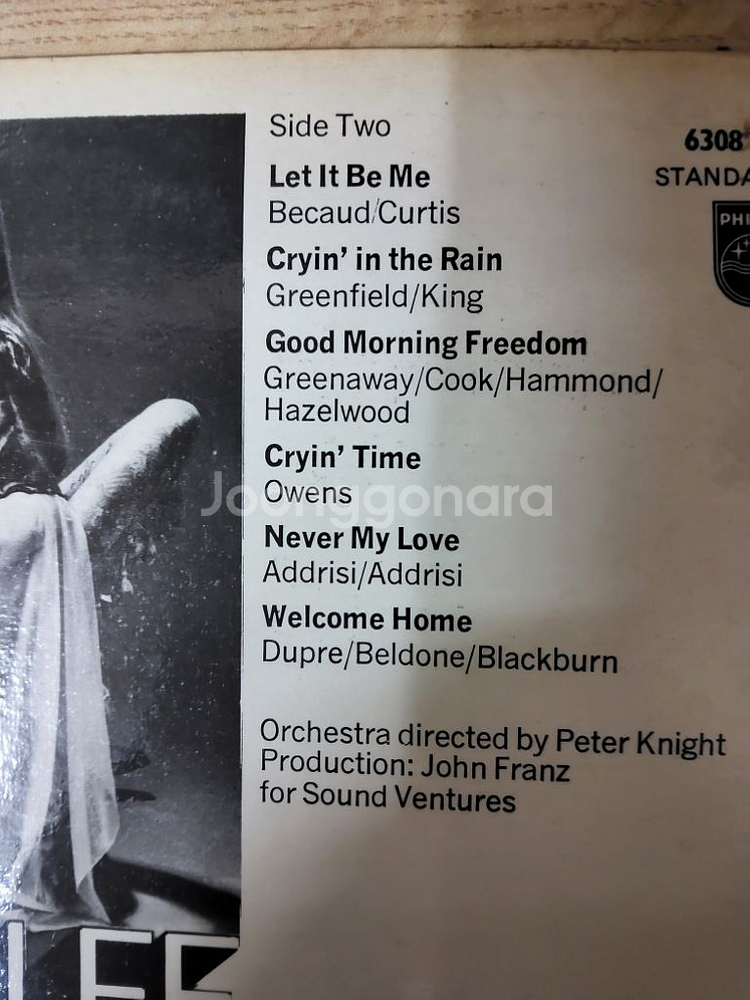 Side Two
6308
STANDA
PHI
Let It Be Me
Becaud/Curtis
Cryin' in the Rain
Greenfield/King
Good Morning Freedom
Greenaway/Cook/Hammond/
Hazelwood
Cryin' Time
Owens
Joonggonara
Never My Love
Addrisi/Addrisi
Welcome Home
Dupre/Beldone/Blackburn
Orchestra directed by Peter Knight
Production: John Franz
for Sound Ventures
LEE